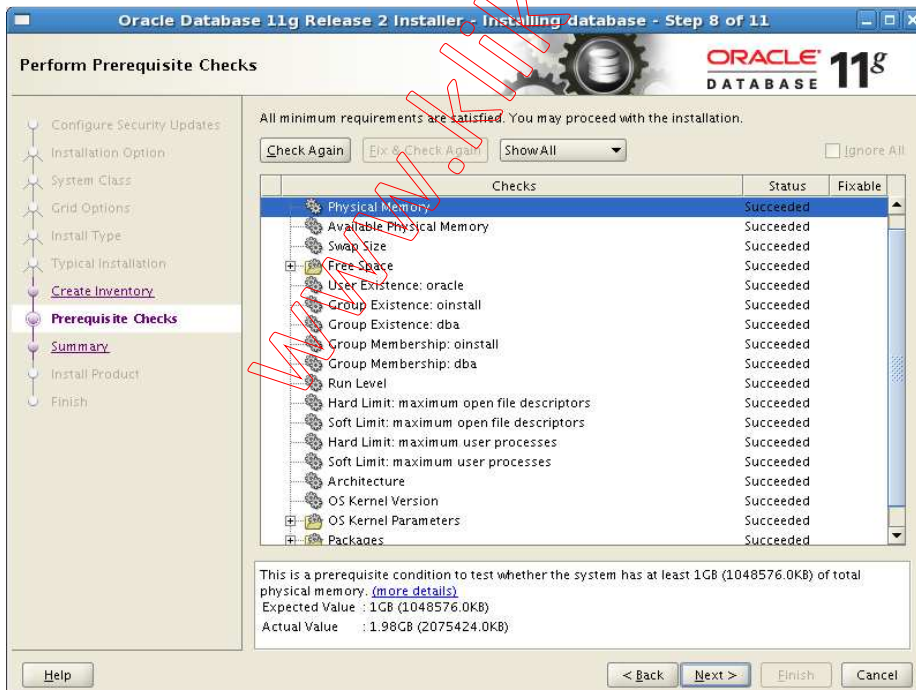 Oracle Database 11g Release 2 Installer - Installing database - Step 8 of 11
Perform Prerequisite Checks
ORACLE DATABASE 11g
Configure Security Updates
Installation Option
System Class
Grid Options
Install Type
Typical Installation
Create Inventory
Prerequisite Checks
Summary
Install Product
Finish
All minimum requirements are satisfied. You may proceed with the installation.
Check Again Fix & Check Again Show All Ignore All
Checks Status Fixable
Physical Memory Succeeded
Available Physical Memory Succeeded
Swap Size Succeeded
Free Space Succeeded
User Existence: oracle Succeeded
Group Existence: oinstall Succeeded
Group Existence: dba Succeeded
Group Membership: oinstall Succeeded
Group Membership: dba Succeeded
Run Level Succeeded
Hard Limit: maximum open file descriptors Succeeded
Soft Limit: maximum open file descriptors Succeeded
Hard Limit: maximum user processes Succeeded
Soft Limit: maximum user processes Succeeded
Architecture Succeeded
OS Kernel Version Succeeded
OS Kernel Parameters Succeeded
Packages Succeeded
This is a prerequisite condition to test whether the system has at least 1GB (1048576.0KB) of total
physical memory. (more details)
Expected Value : 1GB (1048576.0KB)
Actual Value : 1.98GB (2075424.0KB)
Help < Back Next > Finish Cancel
www.klik